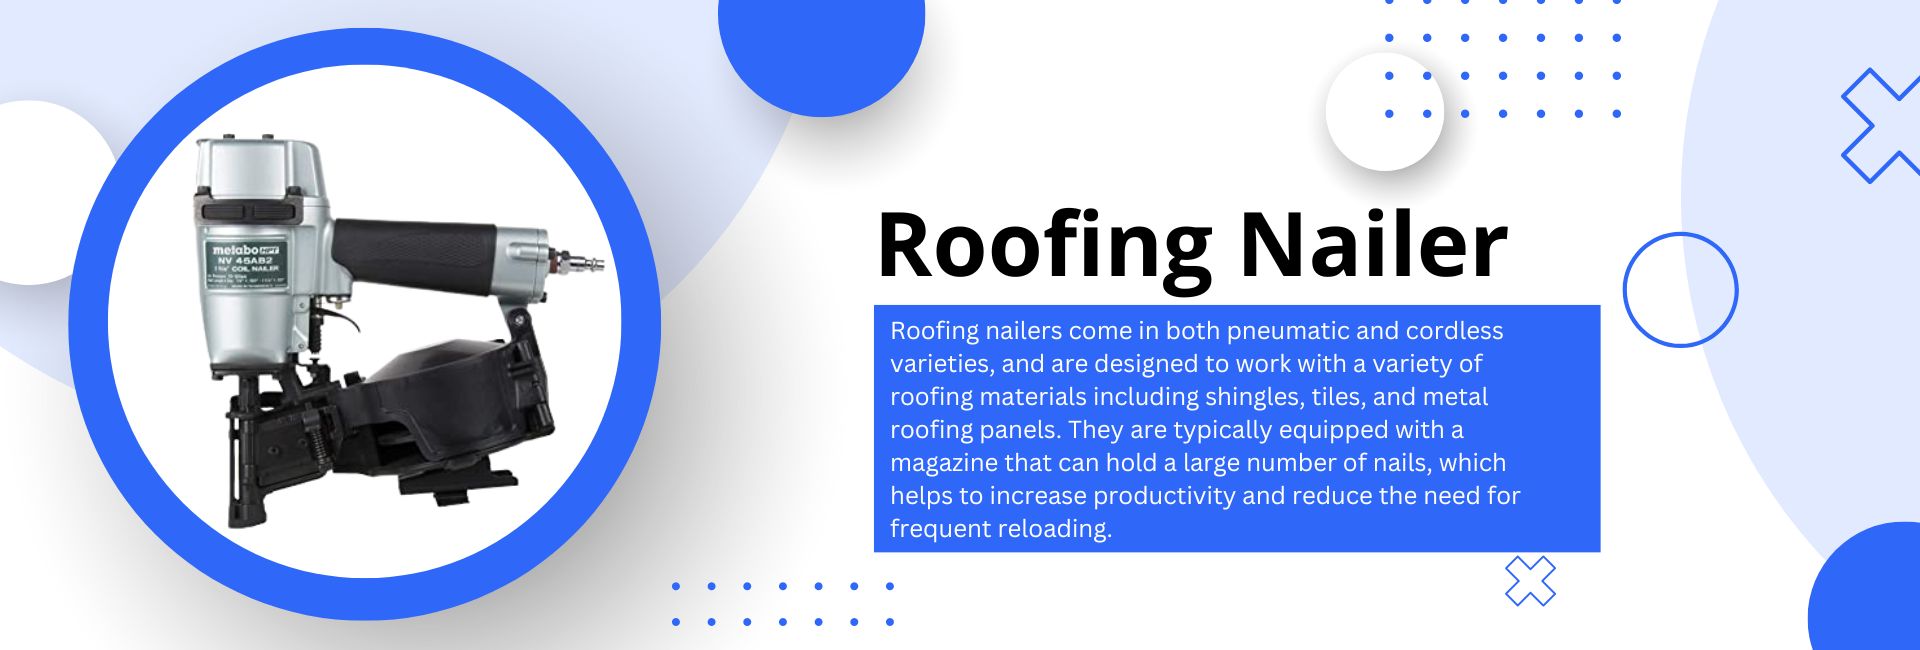 Roofing Nailer
Roofing nailers come in both pneumatic and cordless
varieties, and are designed to work with a variety of
roofing materials including shingles, tiles, and metal
roofing panels. They are typically equipped with a
magazine that can hold a large number of nails, which
helps to increase productivity and reduce the need for
frequent reloading.
metabo HPT
NV 45AB2
COIL NAILER